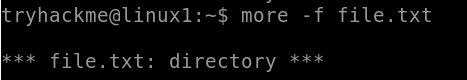 tryhackme@linux1:~$ more -f file.txt
*** file.txt: directory ***